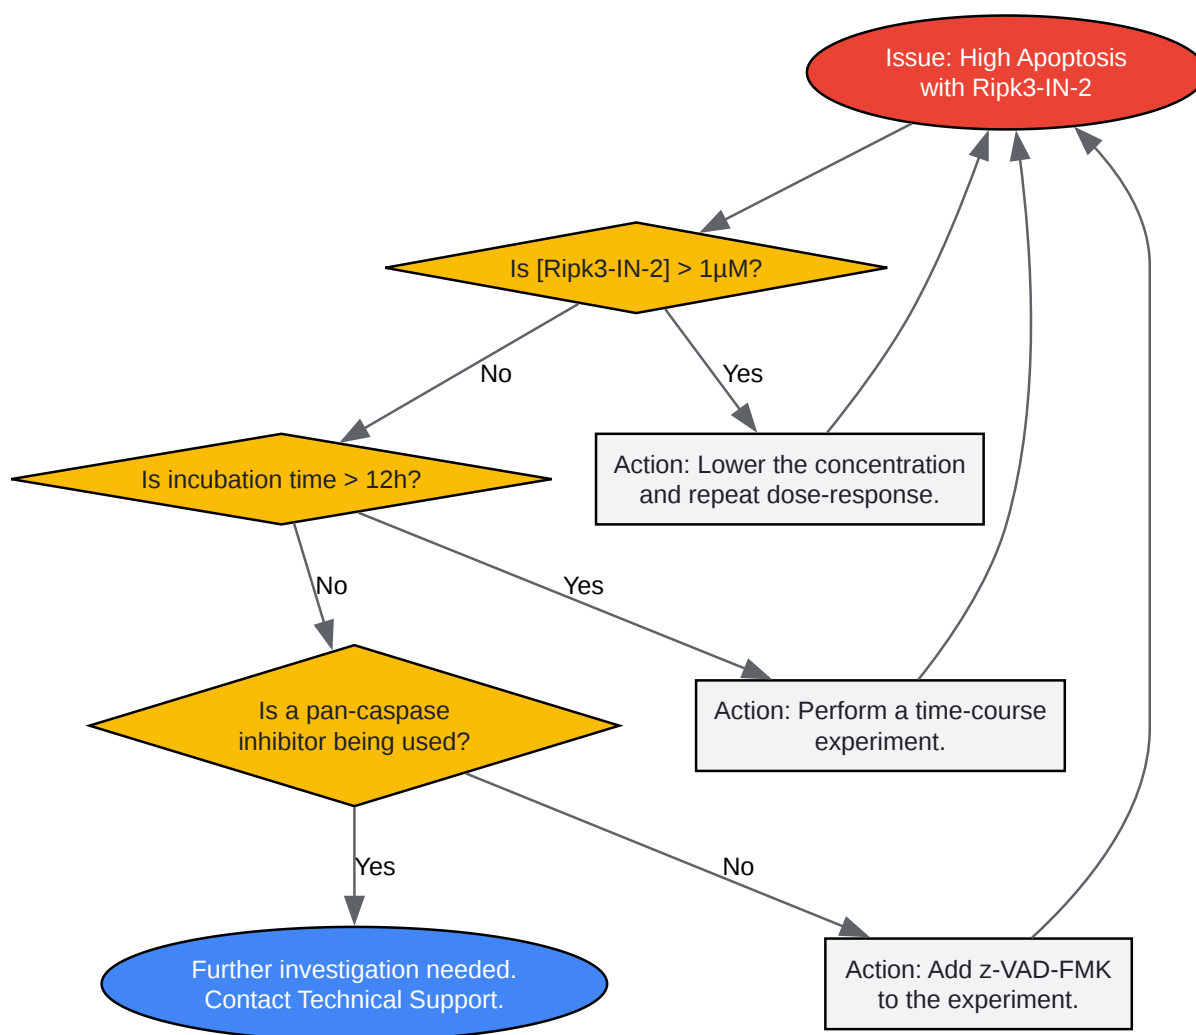 Issue: High Apoptosis
with Ripk3-IN-2
Is [Ripk3-IN-2] > 1µM?
No
Yes
Is incubation time > 12h?
Action: Lower the concentration
and repeat dose-response.
No
Yes
Is a pan-caspase
inhibitor being used?
Action: Perform a time-course
experiment.
Yes
No
Further investigation needed.
Contact Technical Support.
Action: Add z-VAD-FMK
to the experiment.